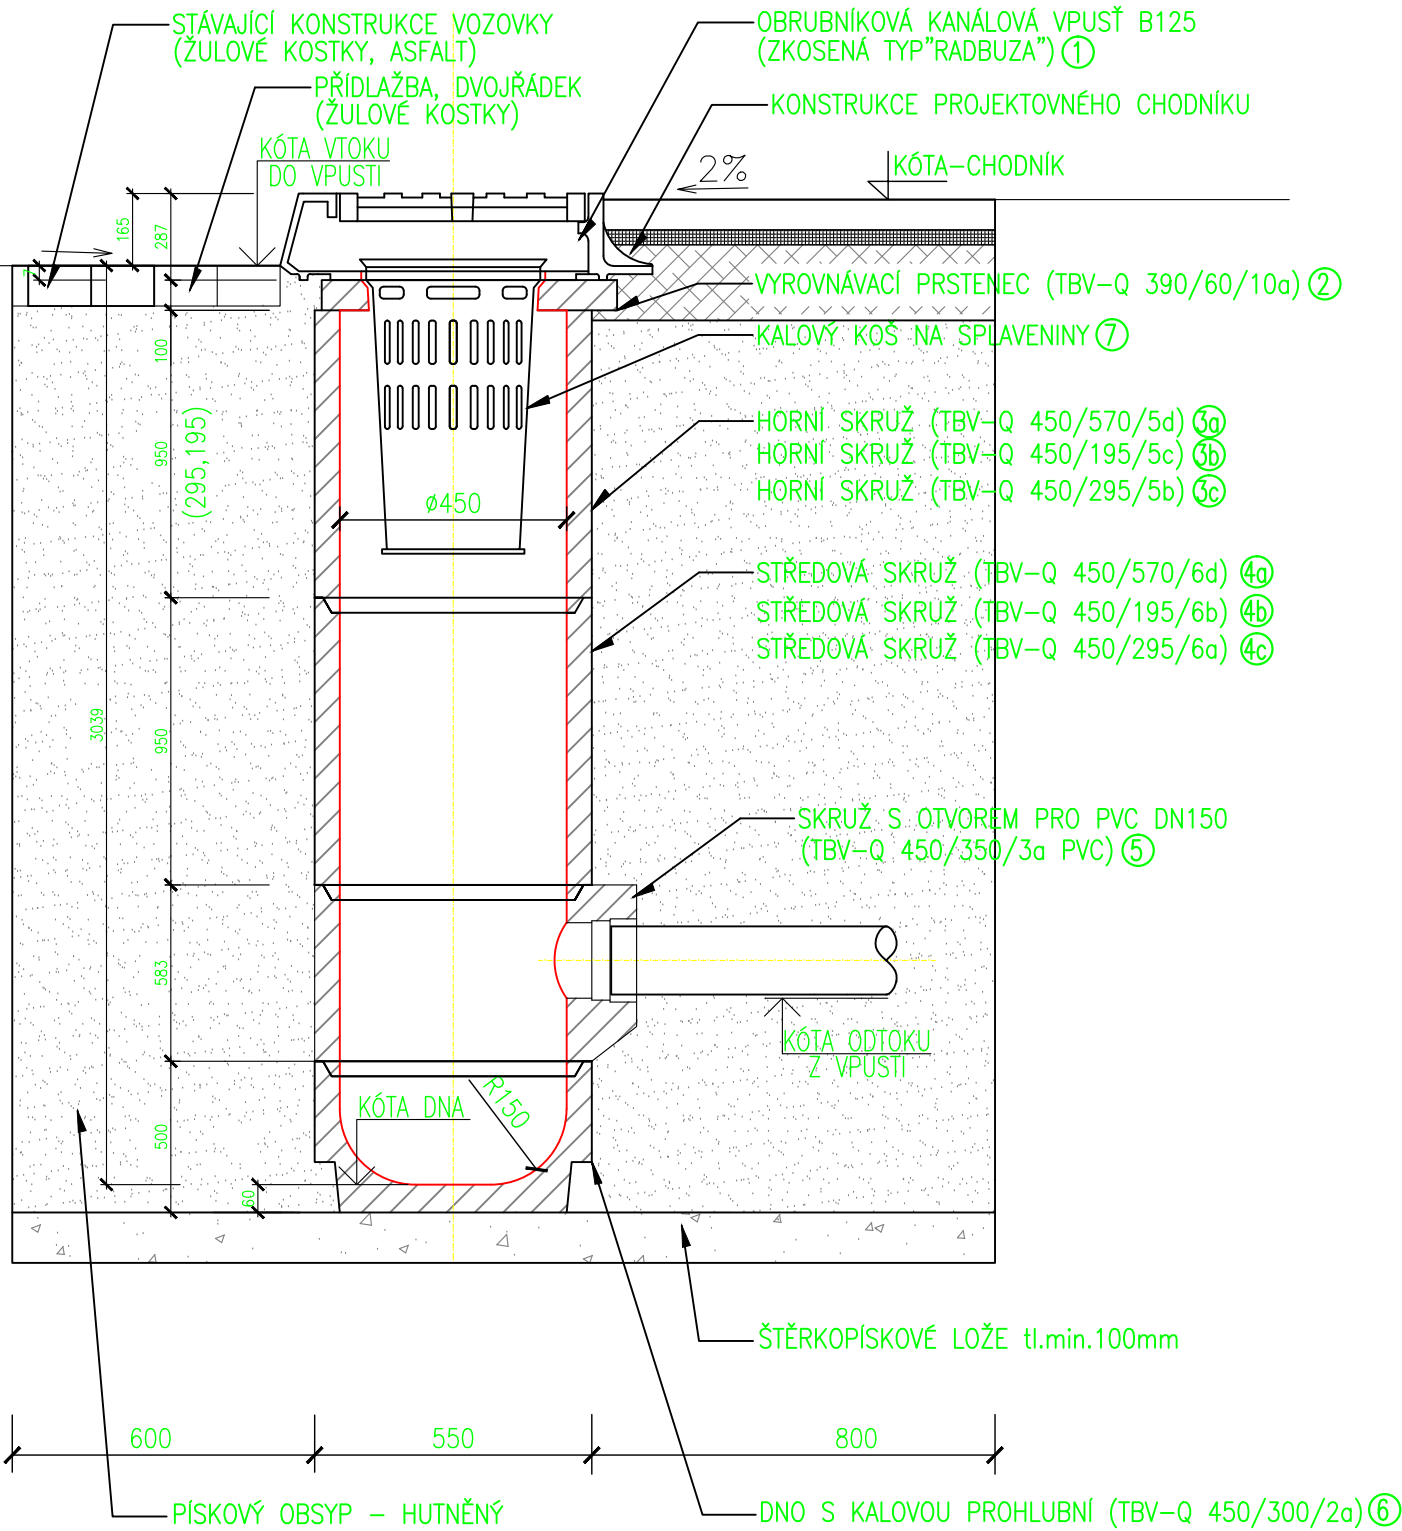 STÁVAJÍCÍ KONSTRUKCE VOZOVKY
(ŽULOVÉ KOSTKY, ASFALT)
PŘÍDLAŽBA, DVOJŘÁDEK
(ŽULOVÉ KOSTKY)
KÓTA VTOKU
DO VPUSTI
OBRUBNÍKOVÁ KANÁLOVÁ VPUSŤ B125
(ZKOSENÁ TYP"RADBUZA") 1
KONSTRUKCE PROJEKTOVNÉHO CHODNÍKU
2%
KÓTA-CHODNÍK
165
287
7
VYROVNÁVACÍ PRSTENEC (TBV-Q 390/60/10a) 2
KALOVÝ KOŠ NA SPLAVENINY 7
100
950
(295,195)
HORNÍ SKRUŽ (TBV-Q 450/570/5d) 3a
HORNÍ SKRUŽ (TBV-Q 450/195/5c) 3b
HORNÍ SKRUŽ (TBV-Q 450/295/5b) 3c
ø450
STŘEDOVÁ SKRUŽ (TBV-Q 450/570/6d) 4a
STŘEDOVÁ SKRUŽ (TBV-Q 450/195/6b) 4b
STŘEDOVÁ SKRUŽ (TBV-Q 450/295/6a) 4c
3039
950
SKRUŽ S OTVOREM PRO PVC DN150
(TBV-Q 450/350/3a PVC) 5
583
KÓTA ODTOKU
Z VPUSTI
KÓTA DNA
R150
500
60
ŠTĚRKOPÍSKOVÉ LOŽE tl.min.100mm
600
550
800
PÍSKOVÝ OBSYP - HUTNĚNÝ
DNO S KALOVOU PROHLUBNÍ (TBV-Q 450/300/2a) 6